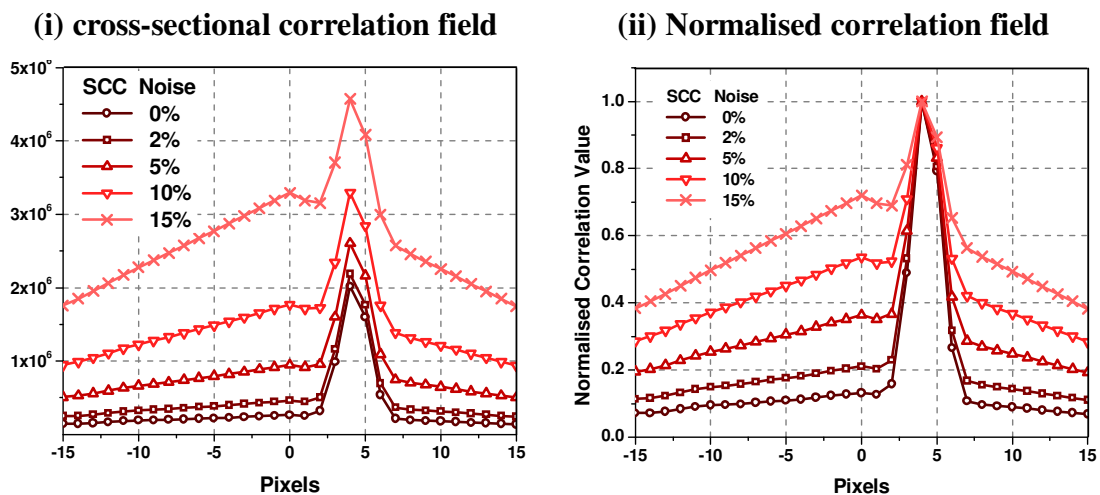 (i) cross-sectional correlation field
5x10⁶
4x10⁶
3x10⁶
2x10⁶
1x10⁶
SCC Noise
0%
2%
5%
10%
15%
-15 -10 -5 0 5 10 15
Pixels
(ii) Normalised correlation field
Normalised Correlation Value
1.0
0.8
0.6
0.4
0.2
0.0
SCC Noise
0%
2%
5%
10%
15%
-15 -10 -5 0 5 10 15
Pixels